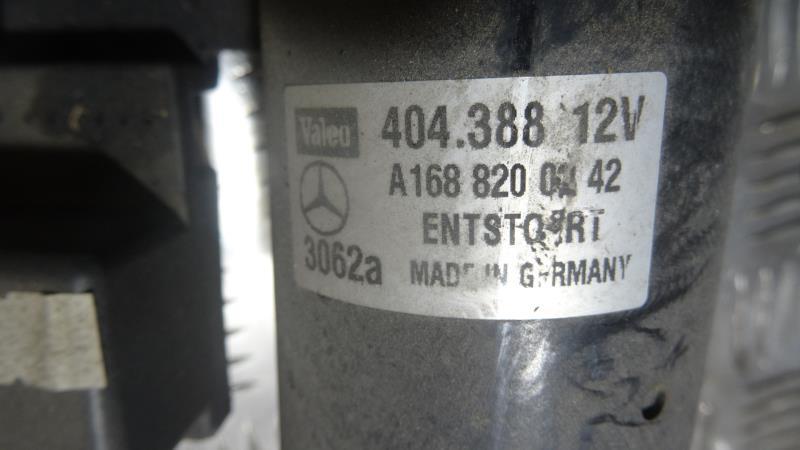 Valeo 404.388 12V
A168 820 42
3062a
MADE IN GERMANY